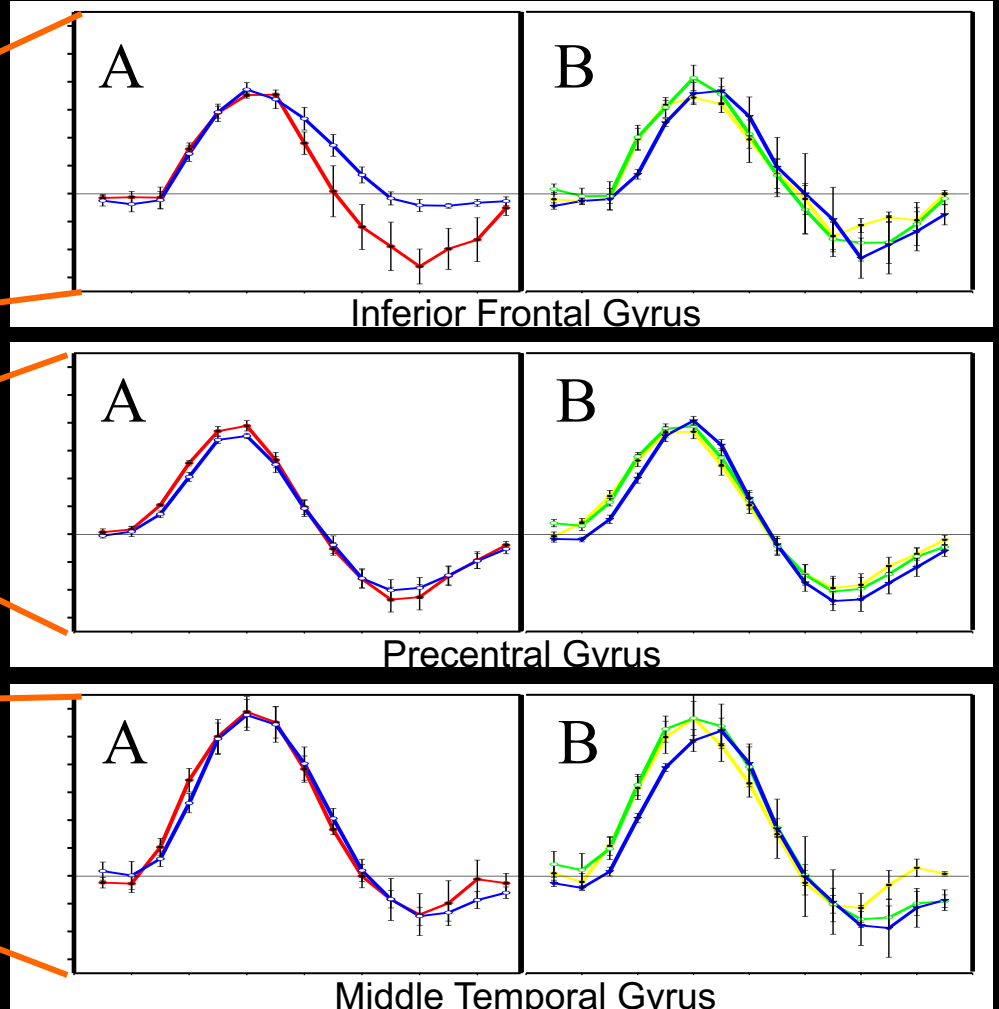 A B
Inferior Frontal Gyrus
A B
Precentral Gyrus
A B
Middle Temporal Gyrus